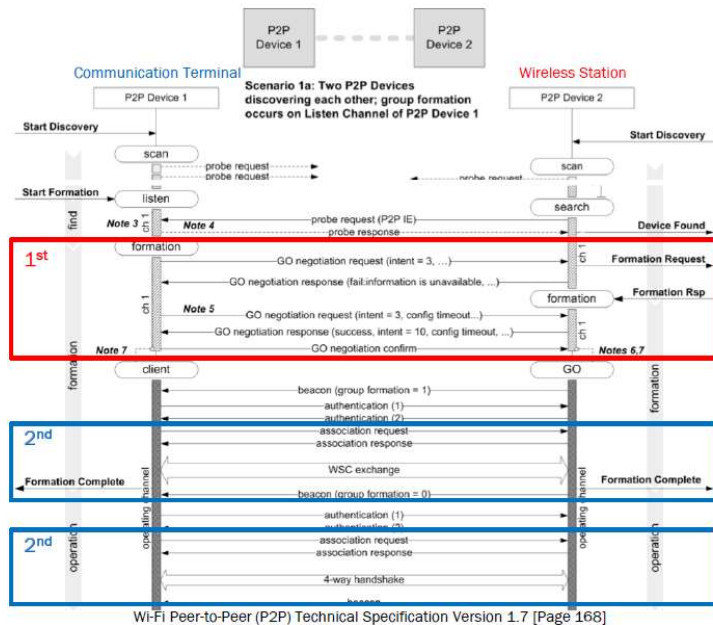 P2P
Device 1
P2P
Device 2
Communication Terminal
Scenario 1a: Two P2P Devices
discovering each other; group formation
occurs on Listen Channel of P2P Device 1
Wireless Station
P2P Device 1
P2P Device 2
Start Discovery
Start Discovery
scan
scan
probe request
probe request
probe request
Start Formation
listen
search
find
Note 3
ch 1
Note 4
probe request (P2P IE)
probe response
Device Found
1st
formation
ch 1
GO negotiation request (intent = 3, ...)
Formation Request
GO negotiation response (fail:information is unavailable, ...)
Formation Rsp
ch 1
formation
Note 5
GO negotiation request (intent = 3, config timeout...)
GO negotiation response (success, intent = 10, config timeout, ...)
ch 1
Note 7
GO negotiation confirm
Notes 6,7
formation
client
GO
formation
beacon (group formation = 1)
authentication (1)
authentication (2)
2nd
association request
association response
WSC exchange
Formation Complete
Formation Complete
operating channel
operating channel
beacon (group formation = 0)
authentication (1)
authentication (2)
2nd
operation
association request
association response
operation
4-way handshake
beacon
Wi-Fi Peer-to-Peer (P2P) Technical Specification Version 1.7 [Page 168]